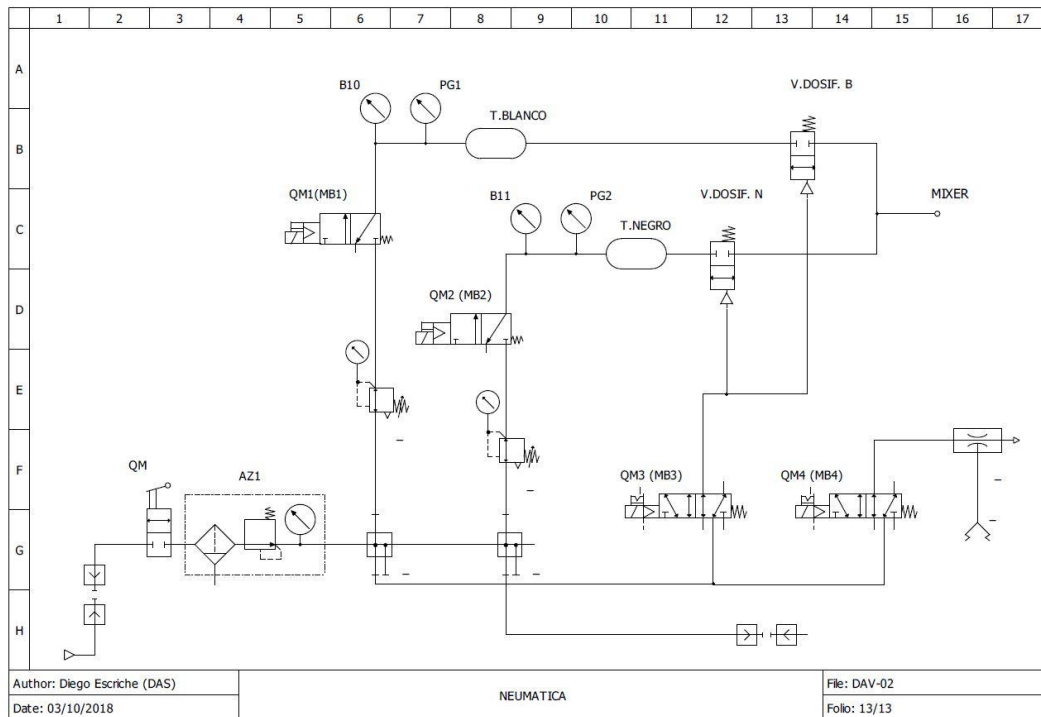 1 2 3 4 5 6 7 8 9 10 11 12 13 14 15 16 17
A
B10 PG1 V.DOSIF. B
T.BLANCO
B
QM1(MB1) B11 PG2 V.DOSIF. N MIXER
C
T.NEGRO
QM2 (MB2)
D
E
F
QM AZ1 QM3 (MB3) QM4 (MB4)
G
H
Author: Diego Escriche (DAS)
Date: 03/10/2018
NEUMATICA
File: DAV-02
Folio: 13/13